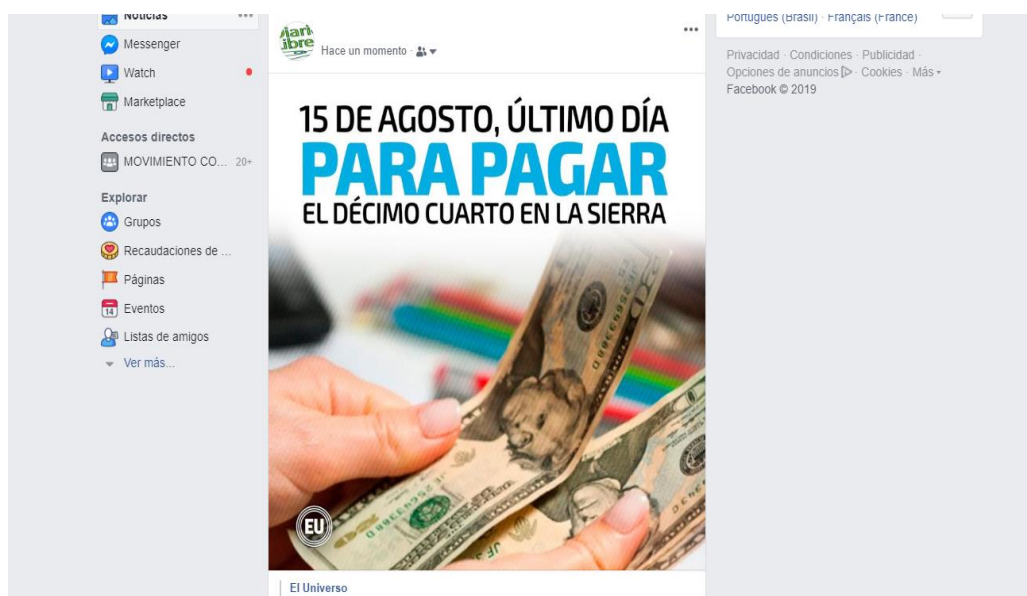 Noticias
Messenger
Watch
Marketplace
Accesos directos
MOVIMIENTO CO... 20+
Explorar
Grupos
Recaudaciones de ...
Páginas
14
Eventos
Listas de amigos
Ver más...
Hace un momento
15 DE AGOSTO, ÚLTIMO DÍA
PARA PAGAR
EL DÉCIMO CUARTO EN LA SIERRA
EU
El Universo
Português (Brasil) · Français (France)
Privacidad · Condiciones · Publicidad ·
Opciones de anuncios · Cookies · Más
Facebook © 2019